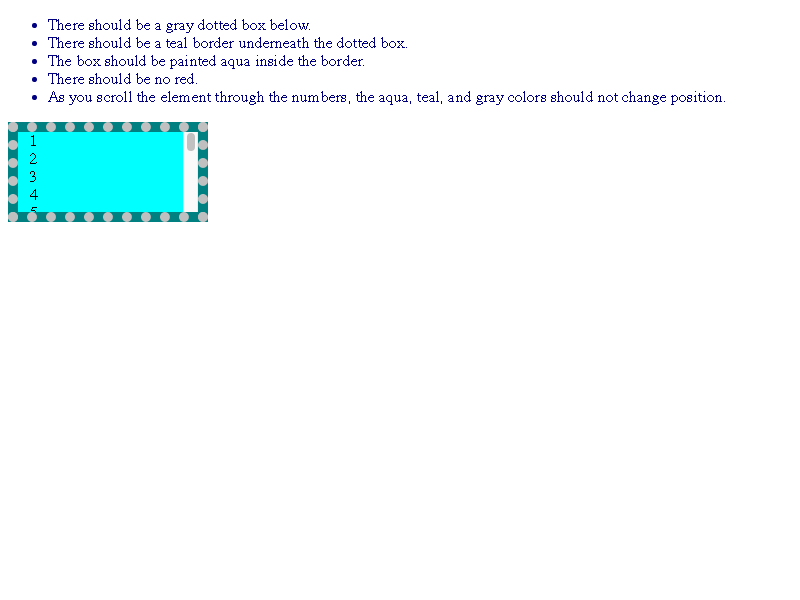 There should be a gray dotted box below.
There should be a teal border underneath the dotted box.
The box should be painted aqua inside the border.
There should be no red.
As you scroll the element through the numbers, the aqua, teal, and gray colors should not change position.
1
2
3
4
5